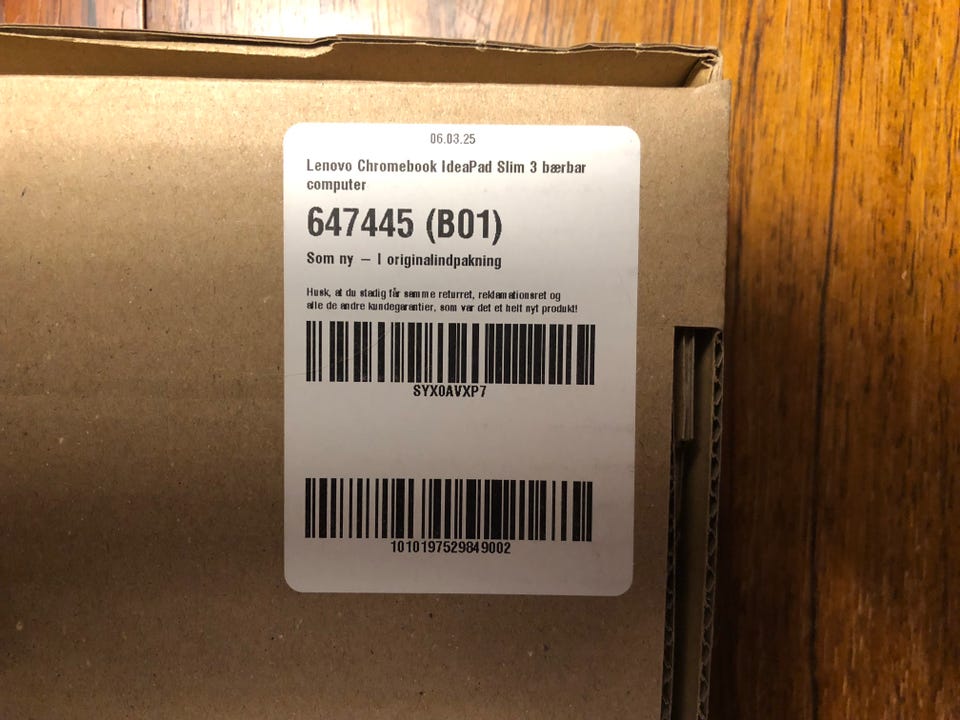 06.03.25
Lenovo Chromebook IdeaPad Slim 3 bærbar
computer
647445 (B01)
Som ny – I originalindpakning
Husk, at du stadig får samme returret, reklamationsret og
alle de andre kundegarantier, som var det et helt nyt produkt!
SYX0AVXP7
1010197529849002